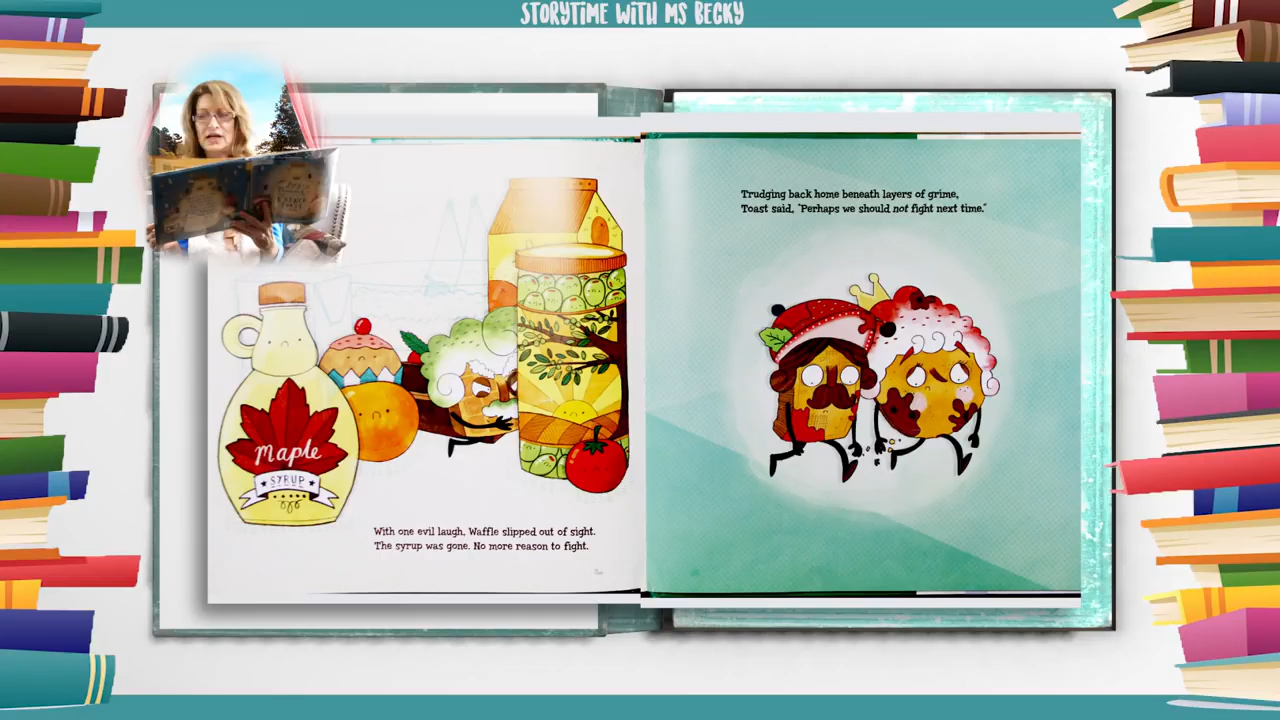 STORYTIME WITH MS BECKY
Maple
SYRUP
With one evil laugh, Waffle slipped out of sight.
The syrup was gone. No more reason to fight.
Trudging back home beneath layers of grime,
Toast said, "Perhaps we should not fight next time."